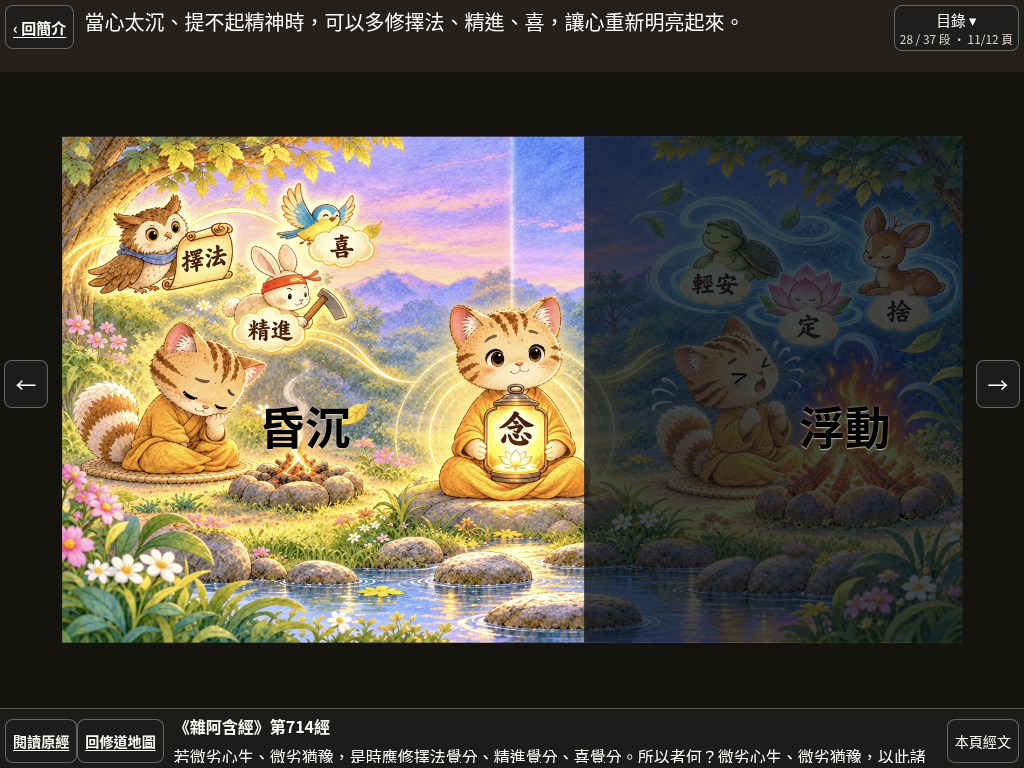 ‹ 回簡介
當心太沉、提不起精神時，可以多修擇法、精進、喜，讓心重新明亮起來。
目錄 ▾
28 / 37 段 · 11/12 頁
擇法
喜
精進
昏沉
念
輕安
定
捨
浮動
←
→
閱讀原經
回修道地圖
《雜阿含經》第714經
若微劣心生、微劣猶豫，是時應修擇法覺分、精進覺分、喜覺分。所以者何？微劣心生、微劣猶豫，以此諸
本頁經文